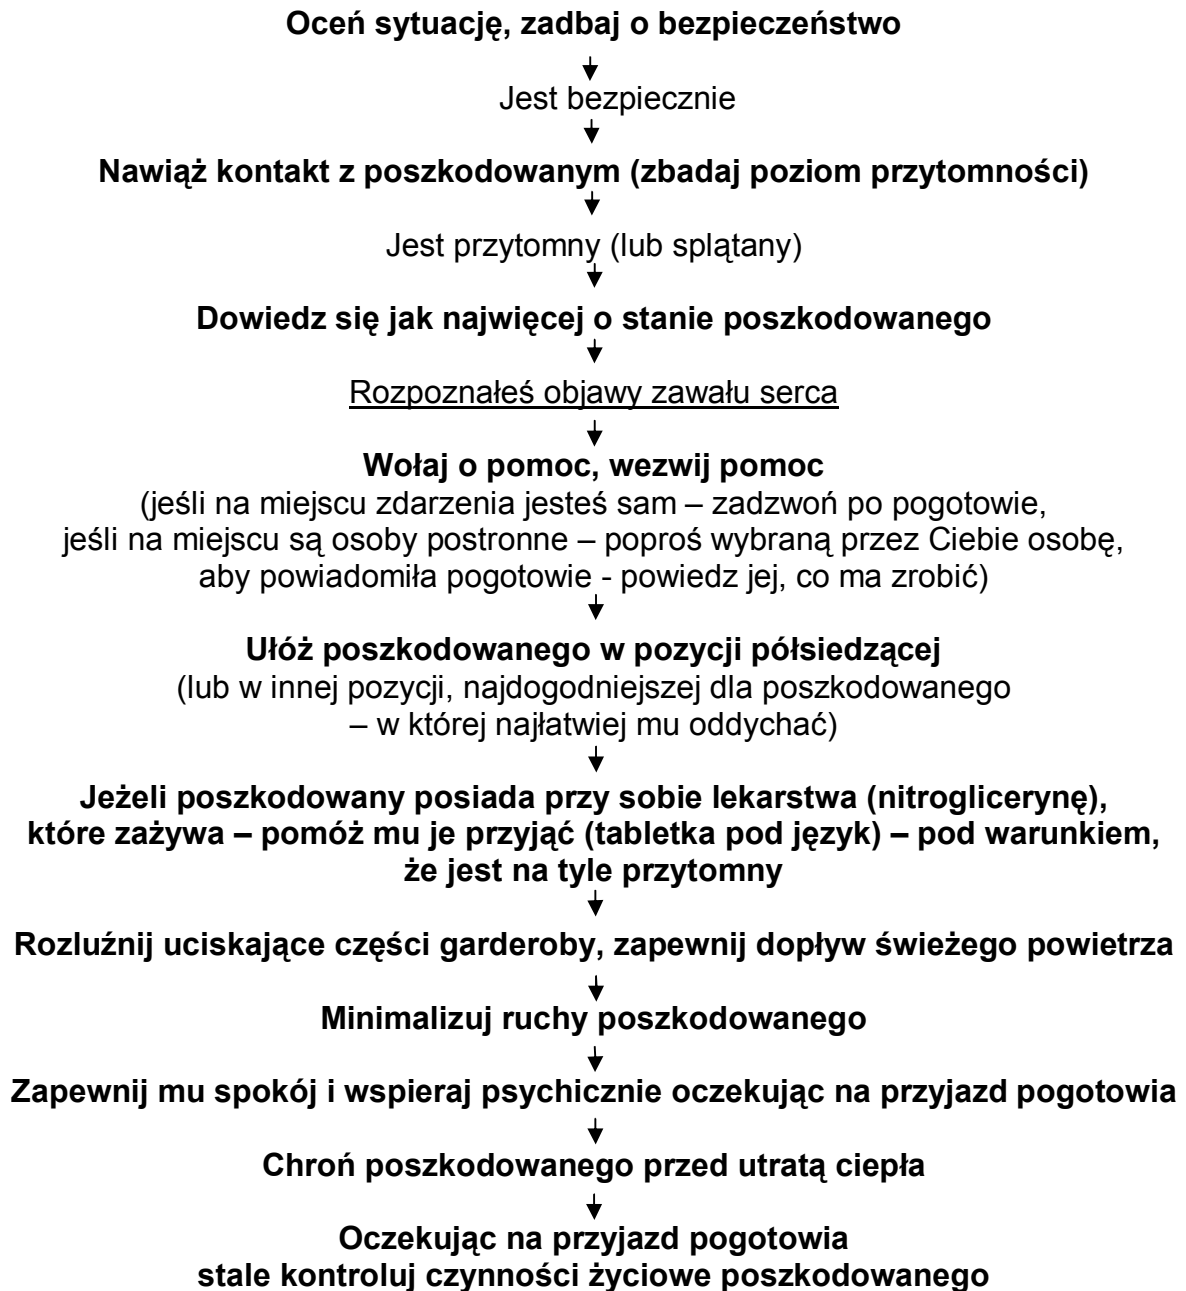 Oceń sytuację, zadbaj o bezpieczeństwo
Jest bezpiecznie
Nawiąż kontakt z poszkodowanym (zbadaj poziom przytomności)
Jest przytomny (lub splątany)
Dowiedz się jak najwięcej o stanie poszkodowanego
Rozpoznałeś objawy zawału serca
Wołaj o pomoc, wezwij pomoc
(jeśli na miejscu zdarzenia jesteś sam – zadzwoń po pogotowie,
jeśli na miejscu są osoby postronne – poproś wybraną przez Ciebie osobę,
aby powiadomiła pogotowie - powiedz jej, co ma zrobić)
Ułóż poszkodowanego w pozycji półsiedzącej
(lub w innej pozycji, najdogodniejszej dla poszkodowanego
– w której najłatwiej mu oddychać)
Jeżeli poszkodowany posiada przy sobie lekarstwa (nitroglicerynę),
które zażywa – pomóż mu je przyjąć (tabletka pod język) – pod warunkiem,
że jest na tyle przytomny
Rozluźnij uciskające części garderoby, zapewnij dopływ świeżego powietrza
Minimalizuj ruchy poszkodowanego
Zapewnij mu spokój i wspieraj psychicznie oczekując na przyjazd pogotowia
Chroń poszkodowanego przed utratą ciepła
Oczekując na przyjazd pogotowia
stale kontroluj czynności życiowe poszkodowanego